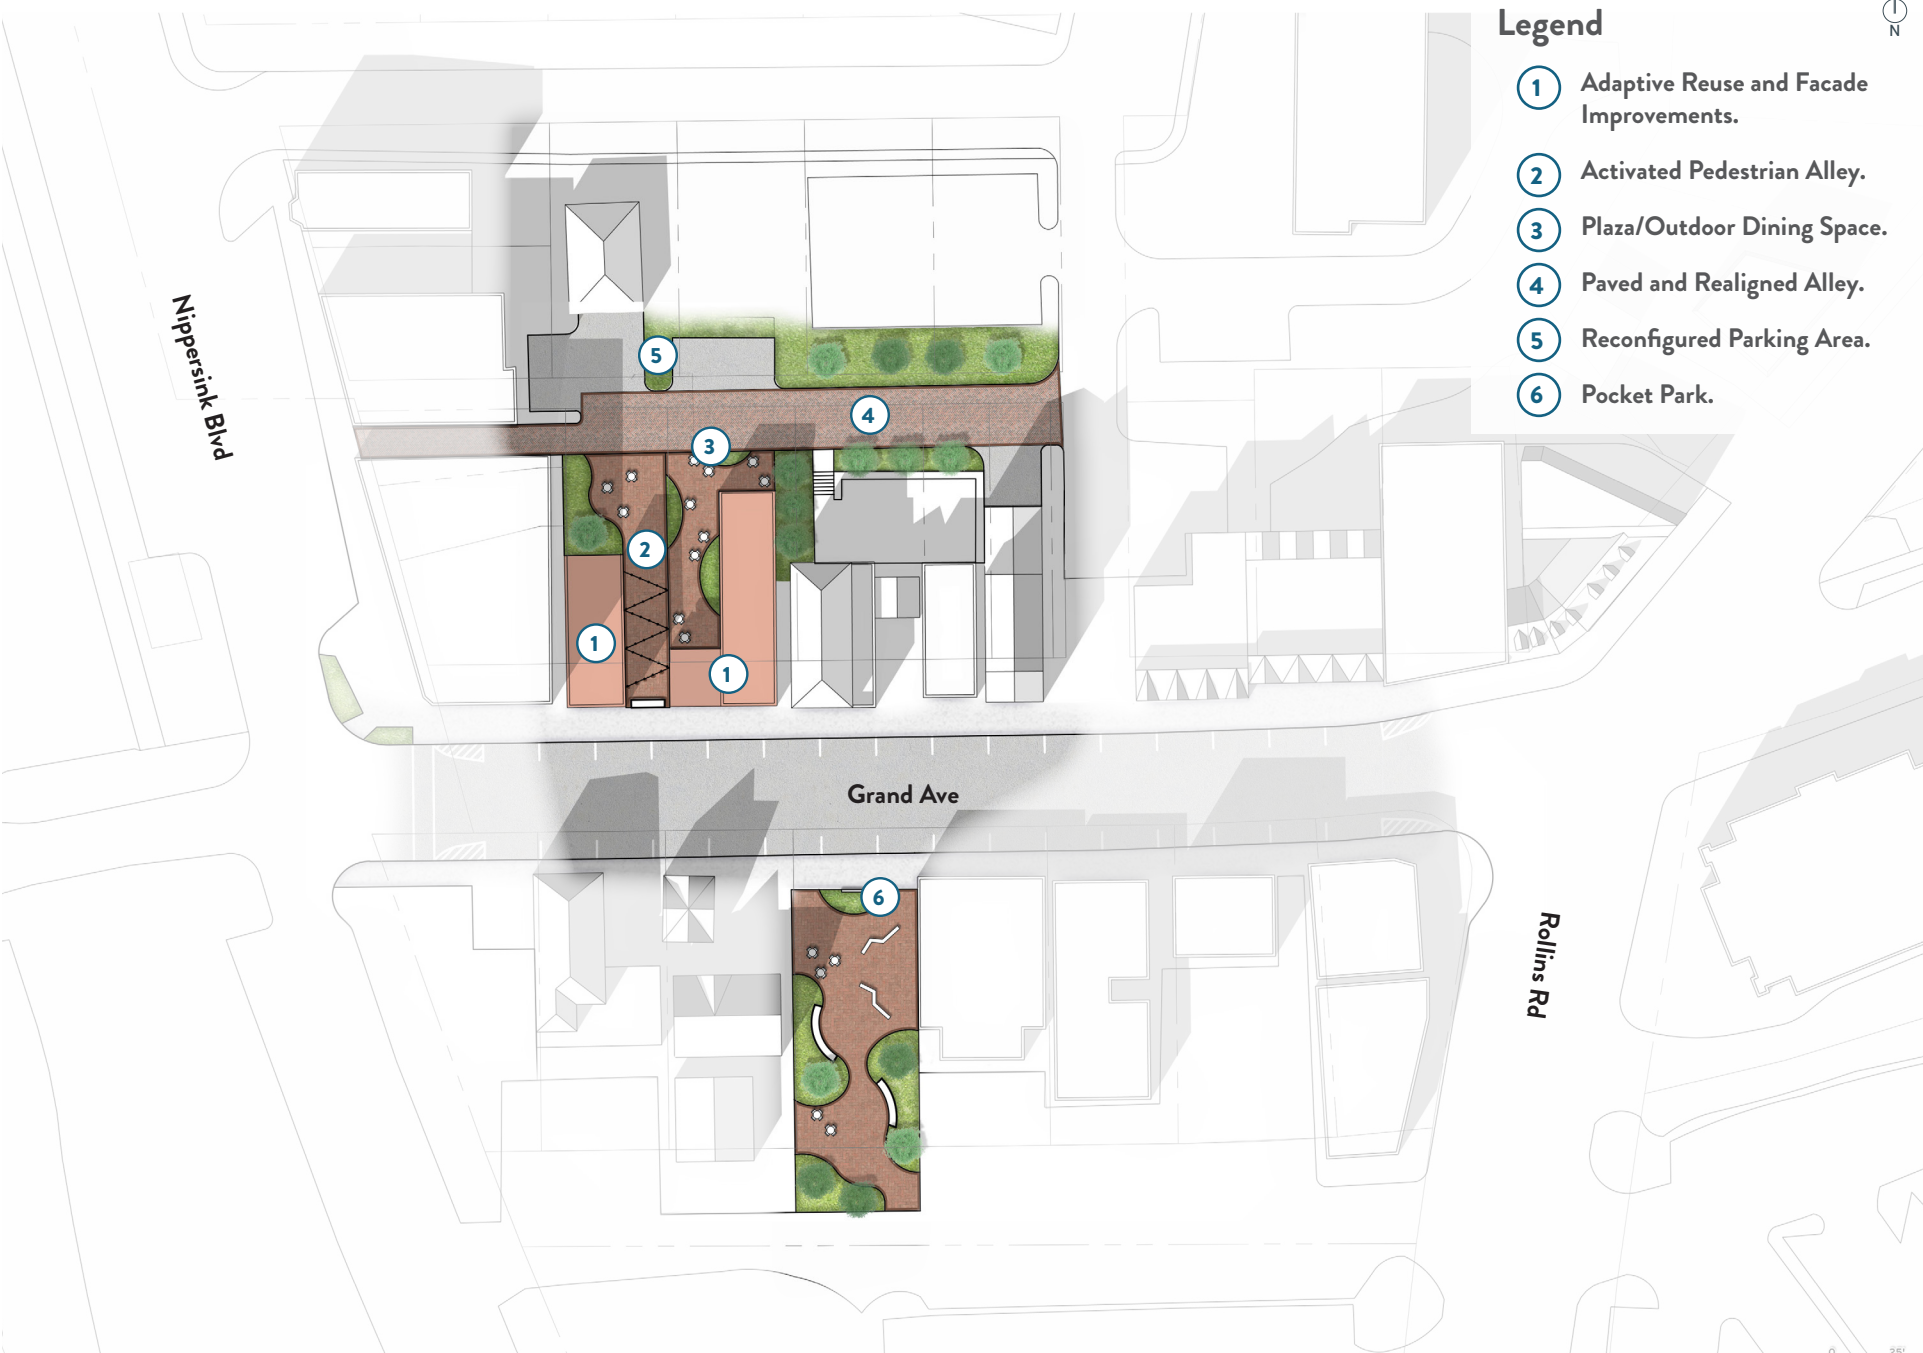 Legend
N
1 Adaptive Reuse and Facade
Improvements.
2 Activated Pedestrian Alley.
3 Plaza/Outdoor Dining Space.
4 Paved and Realigned Alley.
5 Reconfigured Parking Area.
6 Pocket Park.
Nippersink Blvd
5
4
3
2
1
1
Grand Ave
6
Rollins Rd